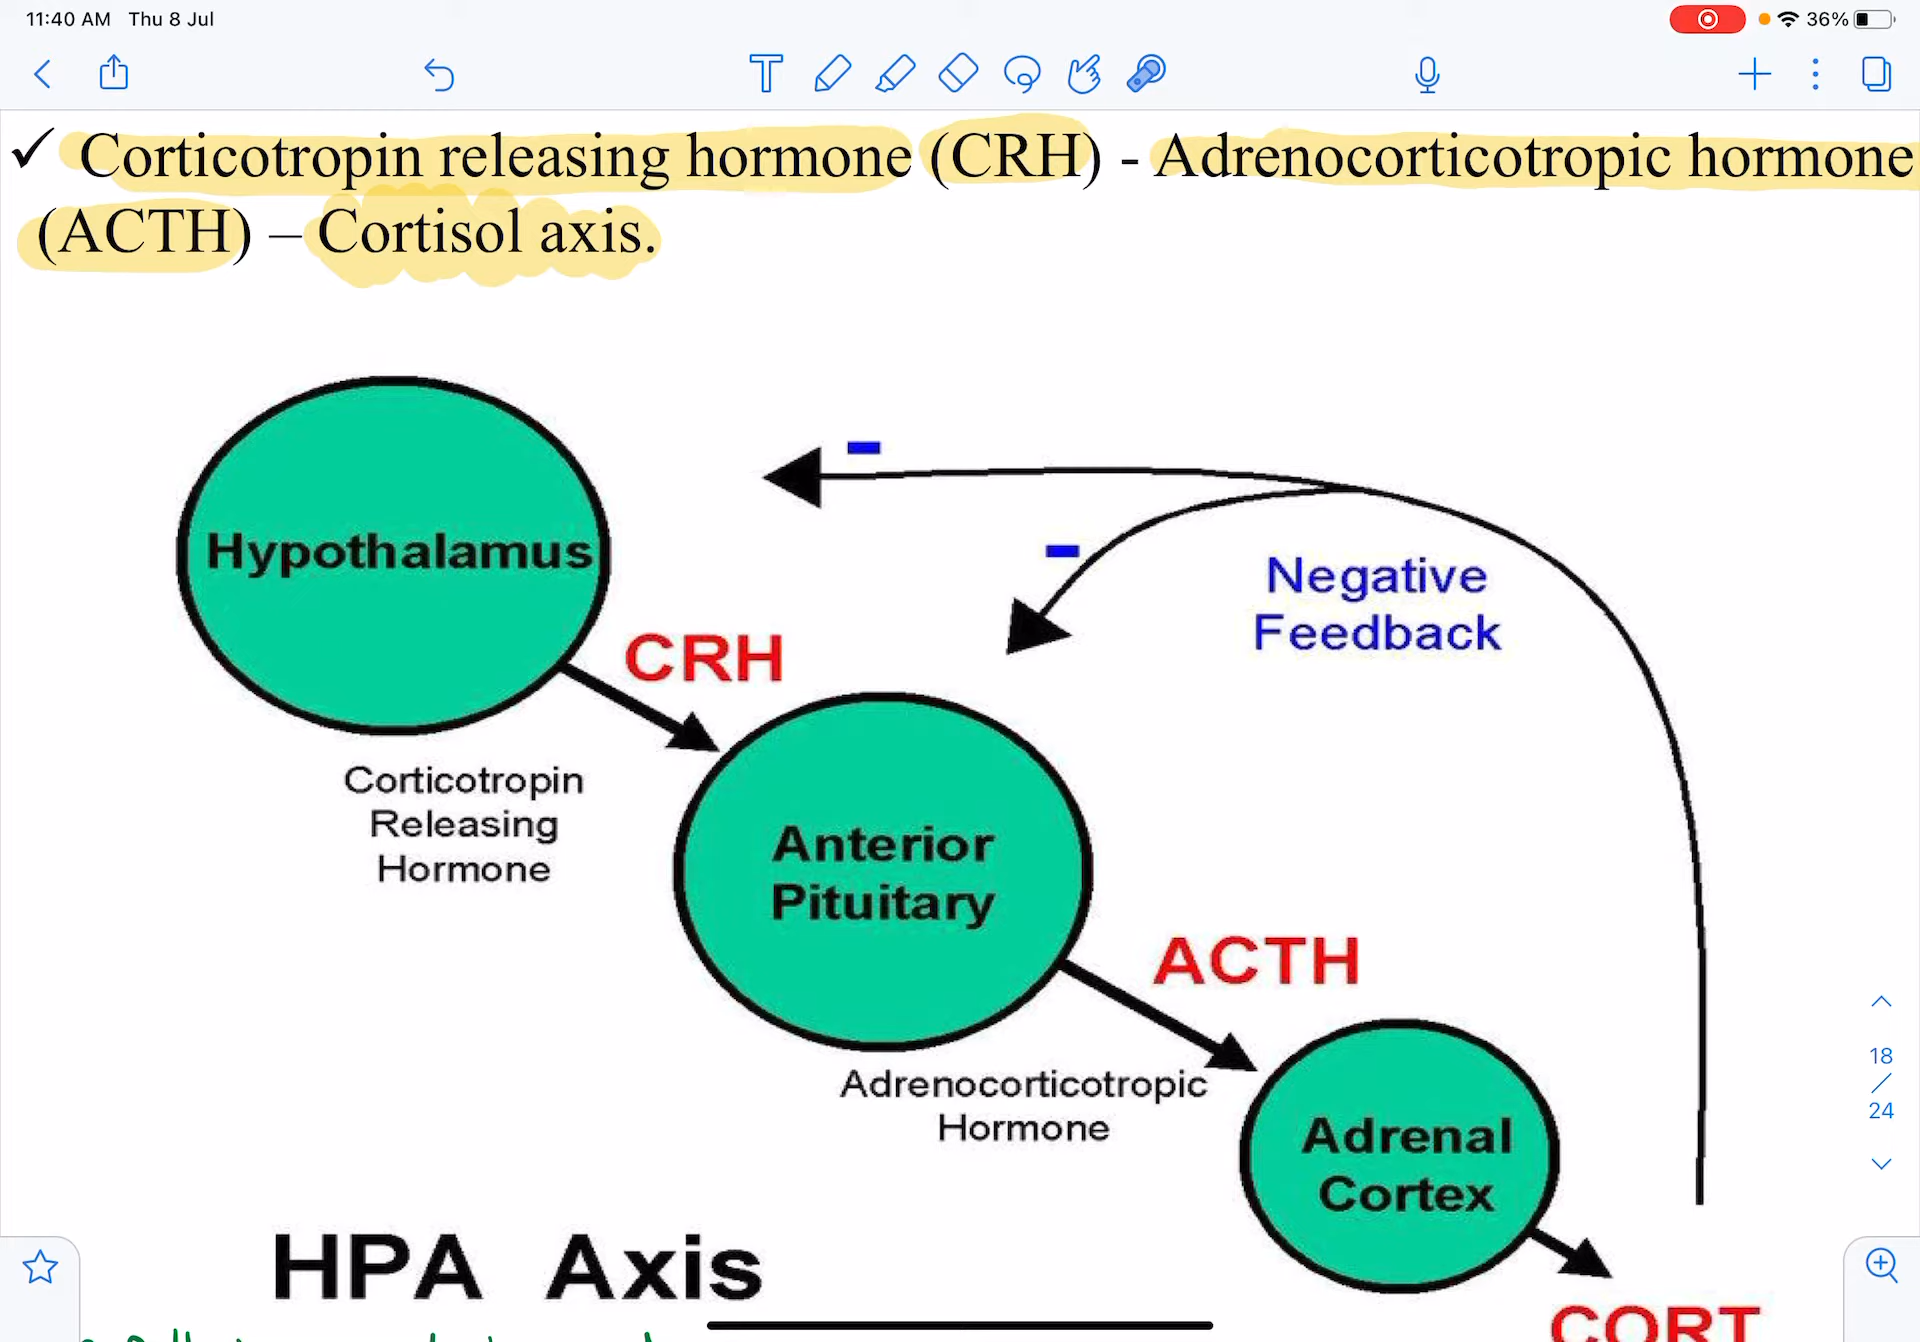 11:40 AM Thu 8 Jul
36%
✓ Corticotropin releasing hormone (CRH) - Adrenocorticotropic hormone
(ACTH) – Cortisol axis.
Hypothalamus
-
-
Negative
Feedback
CRH
Corticotropin
Releasing
Hormone
Anterior
Pituitary
ACTH
Adrenocorticotropic
Hormone
18
/
24
Adrenal
Cortex
HPA Axis
CORT